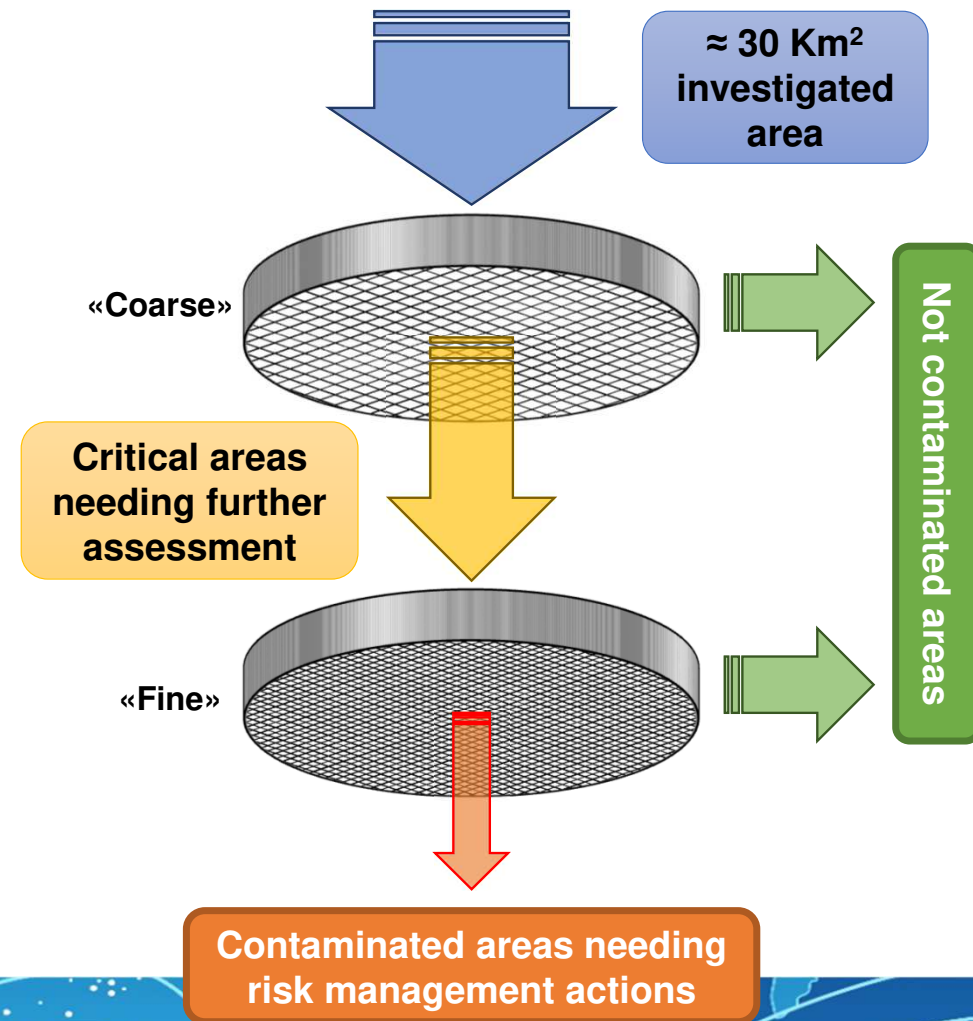 ≈ 30 Km²
investigated
area
«Coarse»
Not contaminated areas
Critical areas
needing further
assessment
«Fine»
Contaminated areas needing
risk management actions